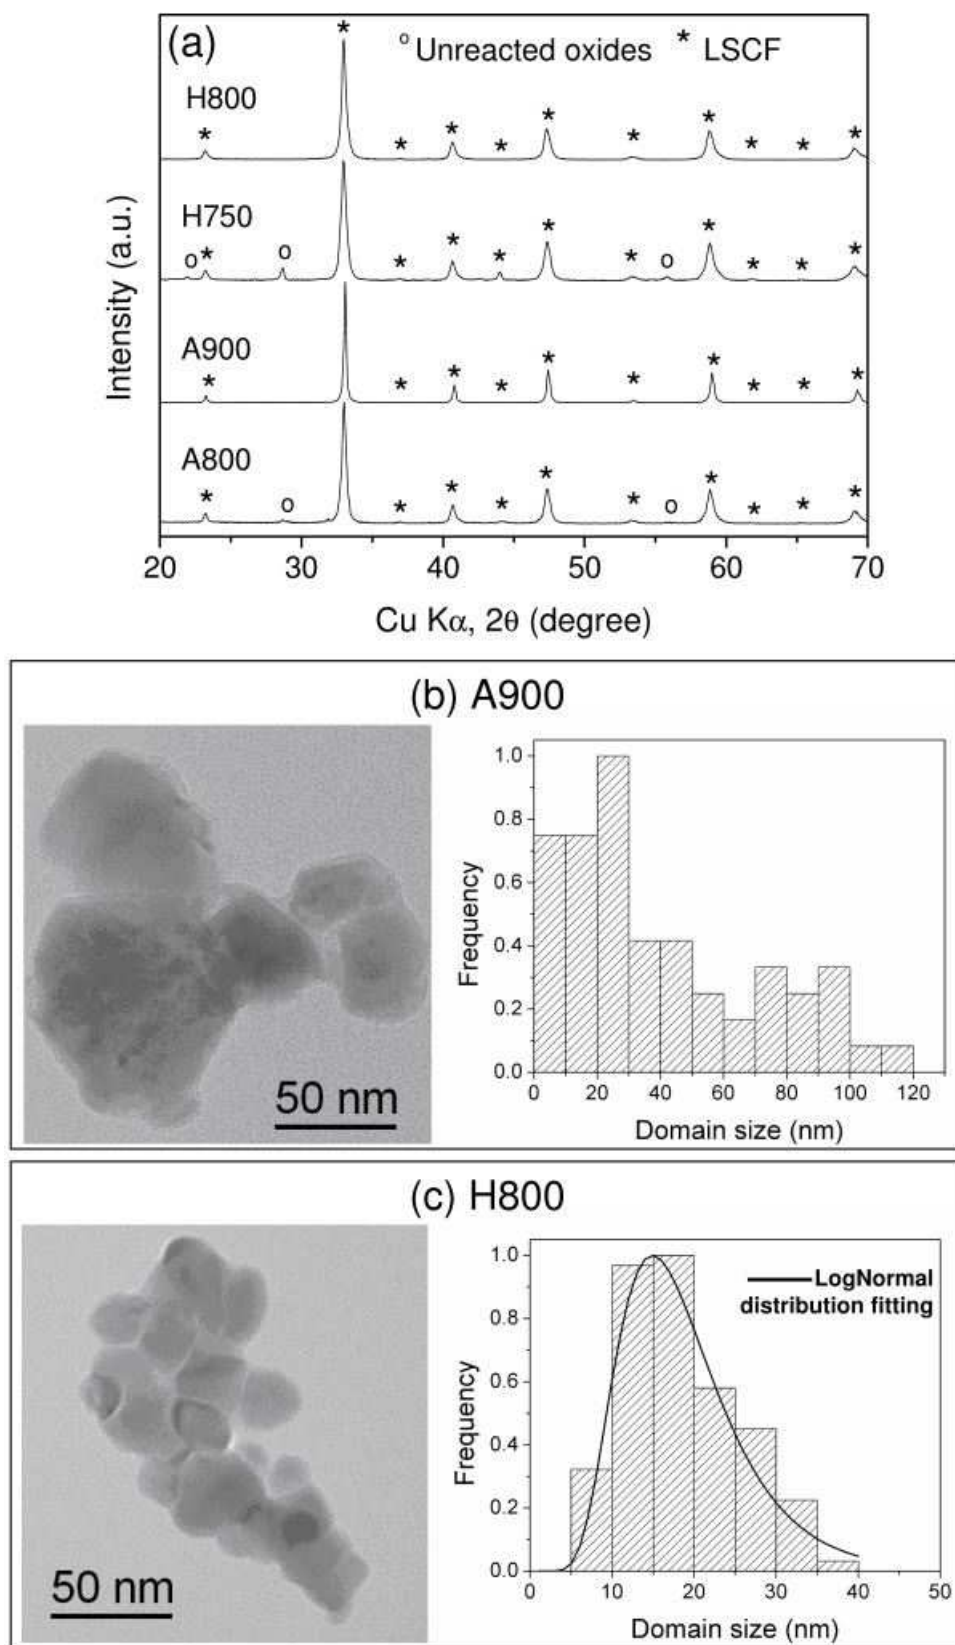 (a)
o Unreacted oxides * LSCF
H800
H750
A900
A800
Intensity (a.u.)
20 30 40 50 60 70
Cu Kα, 2θ (degree)
(b) A900
50 nm
1.0
0.8
0.6
0.4
0.2
0.0
Frequency
0 20 40 60 80 100 120
Domain size (nm)
(c) H800
50 nm
LogNormal
distribution fitting
1.0
0.8
0.6
0.4
0.2
0.0
Frequency
0 10 20 30 40 50
Domain size (nm)